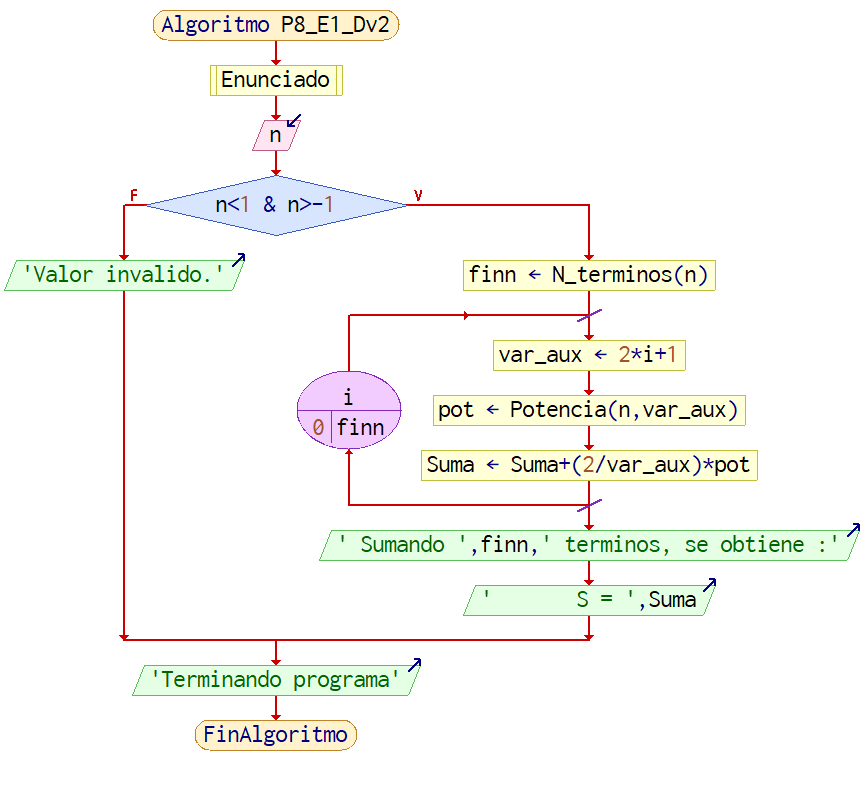 Algoritmo P8_E1_Dv2
Enunciado
n
n<1 & n>-1
F
V
'Valor invalido.'
finn ← N_terminos(n)
i
0 finn
var_aux ← 2*i+1
pot ← Potencia(n,var_aux)
Suma ← Suma+(2/var_aux)*pot
' Sumando ',finn,' terminos, se obtiene :'
'       S = ',Suma
'Terminando programa'
FinAlgoritmo